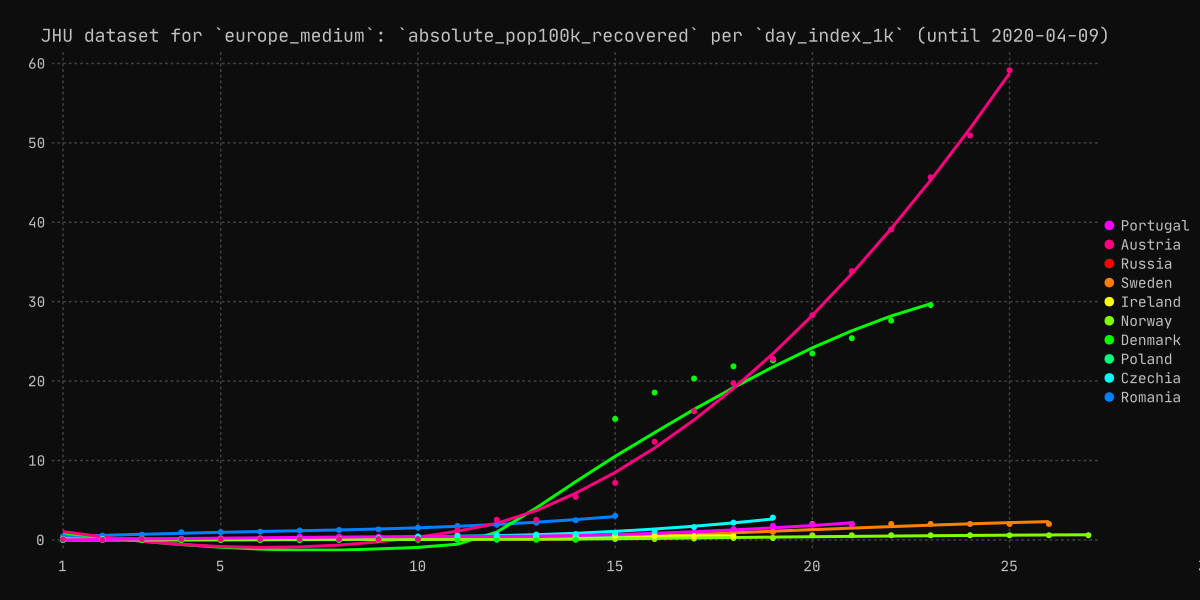 JHU dataset for `europe_medium`: `absolute_pop100k_recovered` per `day_index_1k` (until 2020-04-09)
60
50
40
30
20
10
0
1 5 10 15 20 25
Portugal
Austria
Russia
Sweden
Ireland
Norway
Denmark
Poland
Czechia
Romania